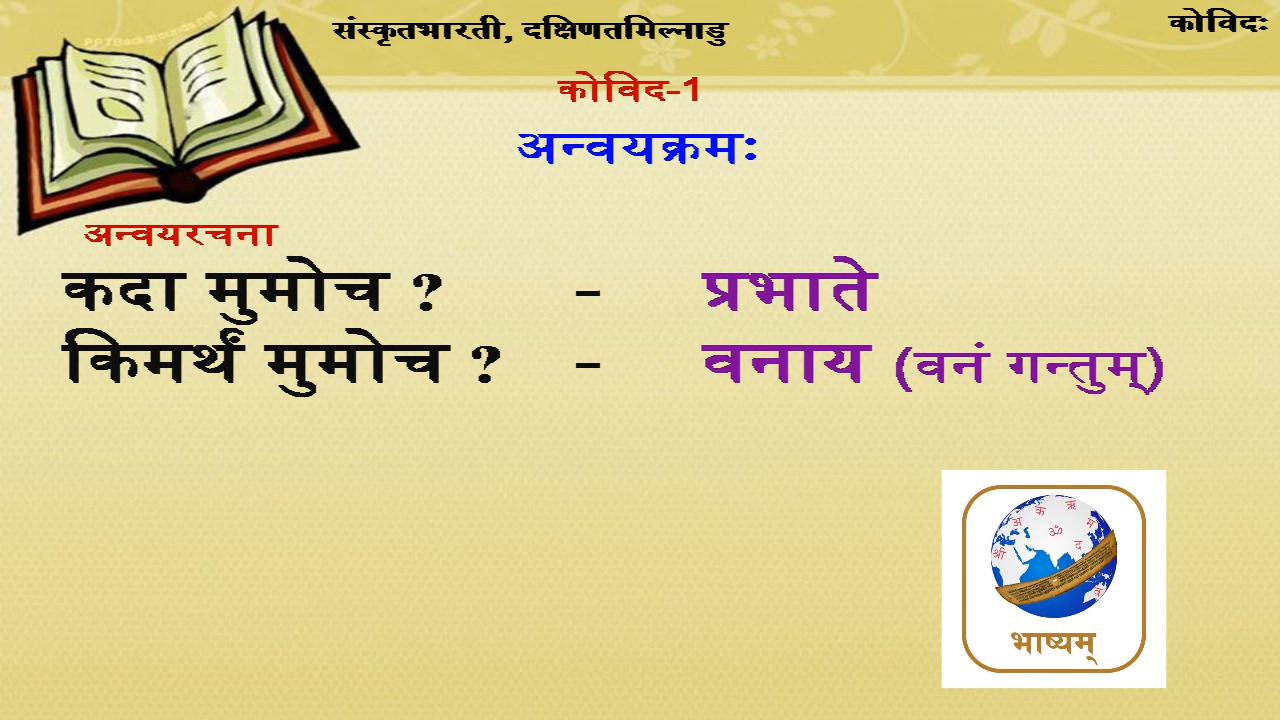 संस्कृतभारती, दक्षिणतमिल्नाडु
कोविदः
कोविद-1
अन्वयक्रमः
अन्वयरचना
कदा मुमोच ? - प्रभाते
किमर्थं मुमोच ? - वनाय (वनं गन्तुम्)
अ क ऋ म
श्री ॐ द
भाष्यम्